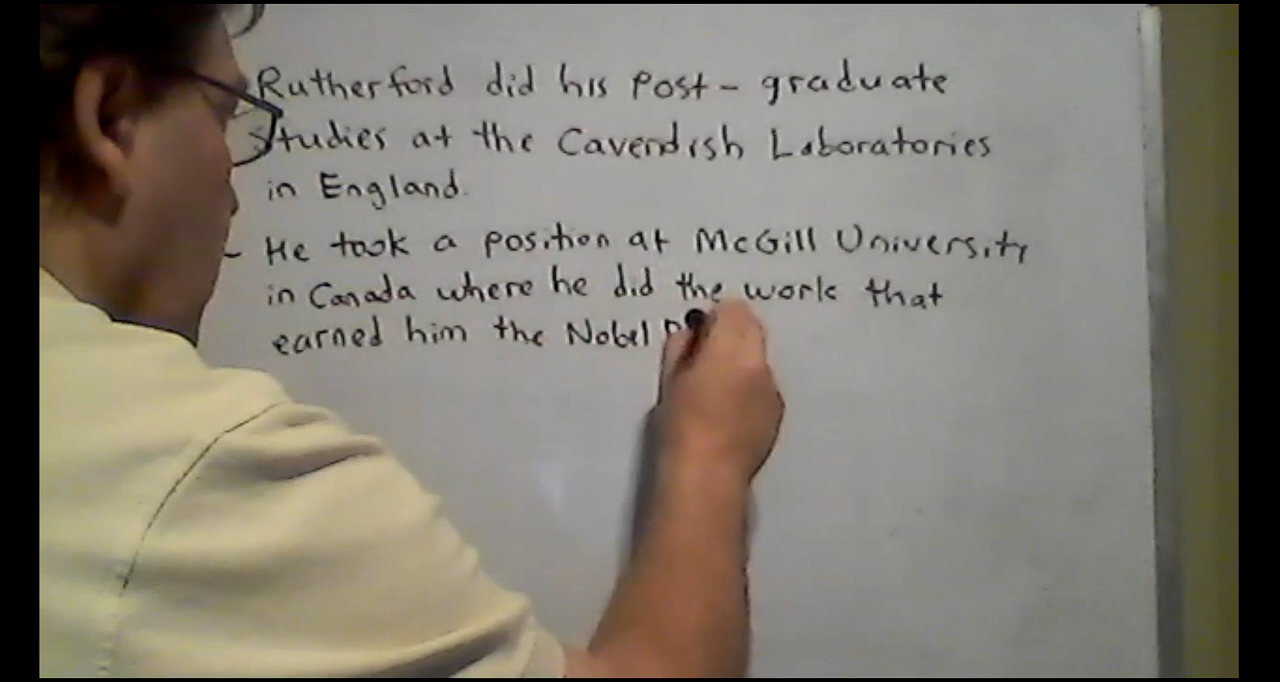 Rutherford did his post-graduate
studies at the Cavendish Laboratories
in England.
- He took a position at McGill University
in Canada where he did the work that
earned him the Nobel